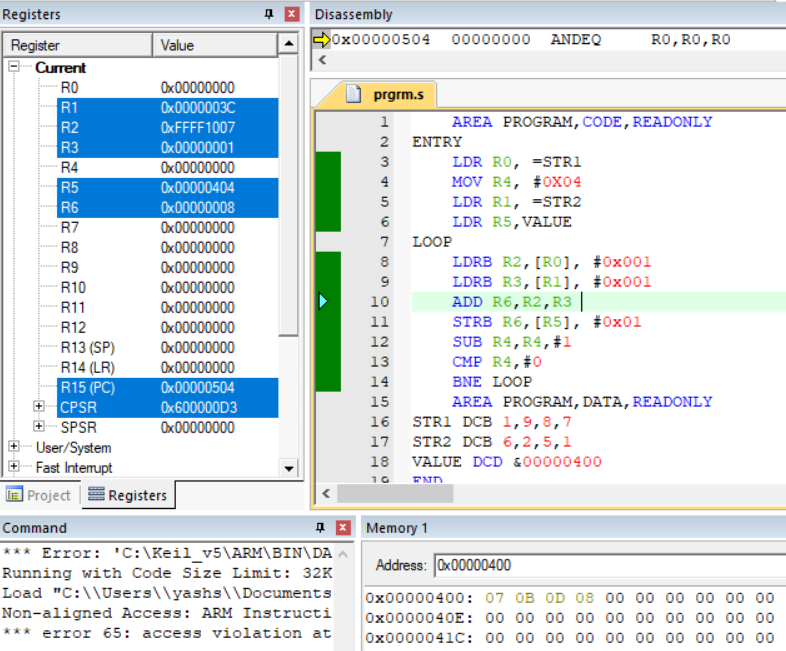 Registers
Register Value
Current
R0 0x00000000
R1 0x0000003C
R2 0xFFFF1007
R3 0x00000001
R4 0x00000000
R5 0x00000404
R6 0x00000008
R7 0x00000000
R8 0x00000000
R9 0x00000000
R10 0x00000000
R11 0x00000000
R12 0x00000000
R13 (SP) 0x00000000
R14 (LR) 0x00000000
R15 (PC) 0x00000504
CPSR 0x600000D3
SPSR 0x00000000
User/System
Fast Interrupt
Project Registers
Disassembly
0x00000504 00000000 ANDEQ R0,R0,R0
prgrm.s
1 AREA PROGRAM,CODE,READONLY
2 ENTRY
3 LDR R0, =STR1
4 MOV R4, #0X04
5 LDR R1, =STR2
6 LDR R5,VALUE
7 LOOP
8 LDRB R2,[R0], #0x001
9 LDRB R3,[R1], #0x001
10 ADD R6,R2,R3
11 STRB R6,[R5], #0x01
12 SUB R4,R4,#1
13 CMP R4,#0
14 BNE LOOP
15 AREA PROGRAM,DATA,READONLY
16 STR1 DCB 1,9,8,7
17 STR2 DCB 6,2,5,1
18 VALUE DCD &00000400
19 END
Command
*** Error: 'C:\Keil_v5\ARM\BIN\DA
Running with Code Size Limit: 32K
Load "C:\\Users\\yashs\\Documents
Non-aligned Access: ARM Instructi
*** error 65: access violation at
Memory 1
Address: 0x00000400
0x00000400: 07 0B 0D 08 00 00 00 00 00 00
0x0000040E: 00 00 00 00 00 00 00 00 00 00
0x0000041C: 00 00 00 00 00 00 00 00 00 00